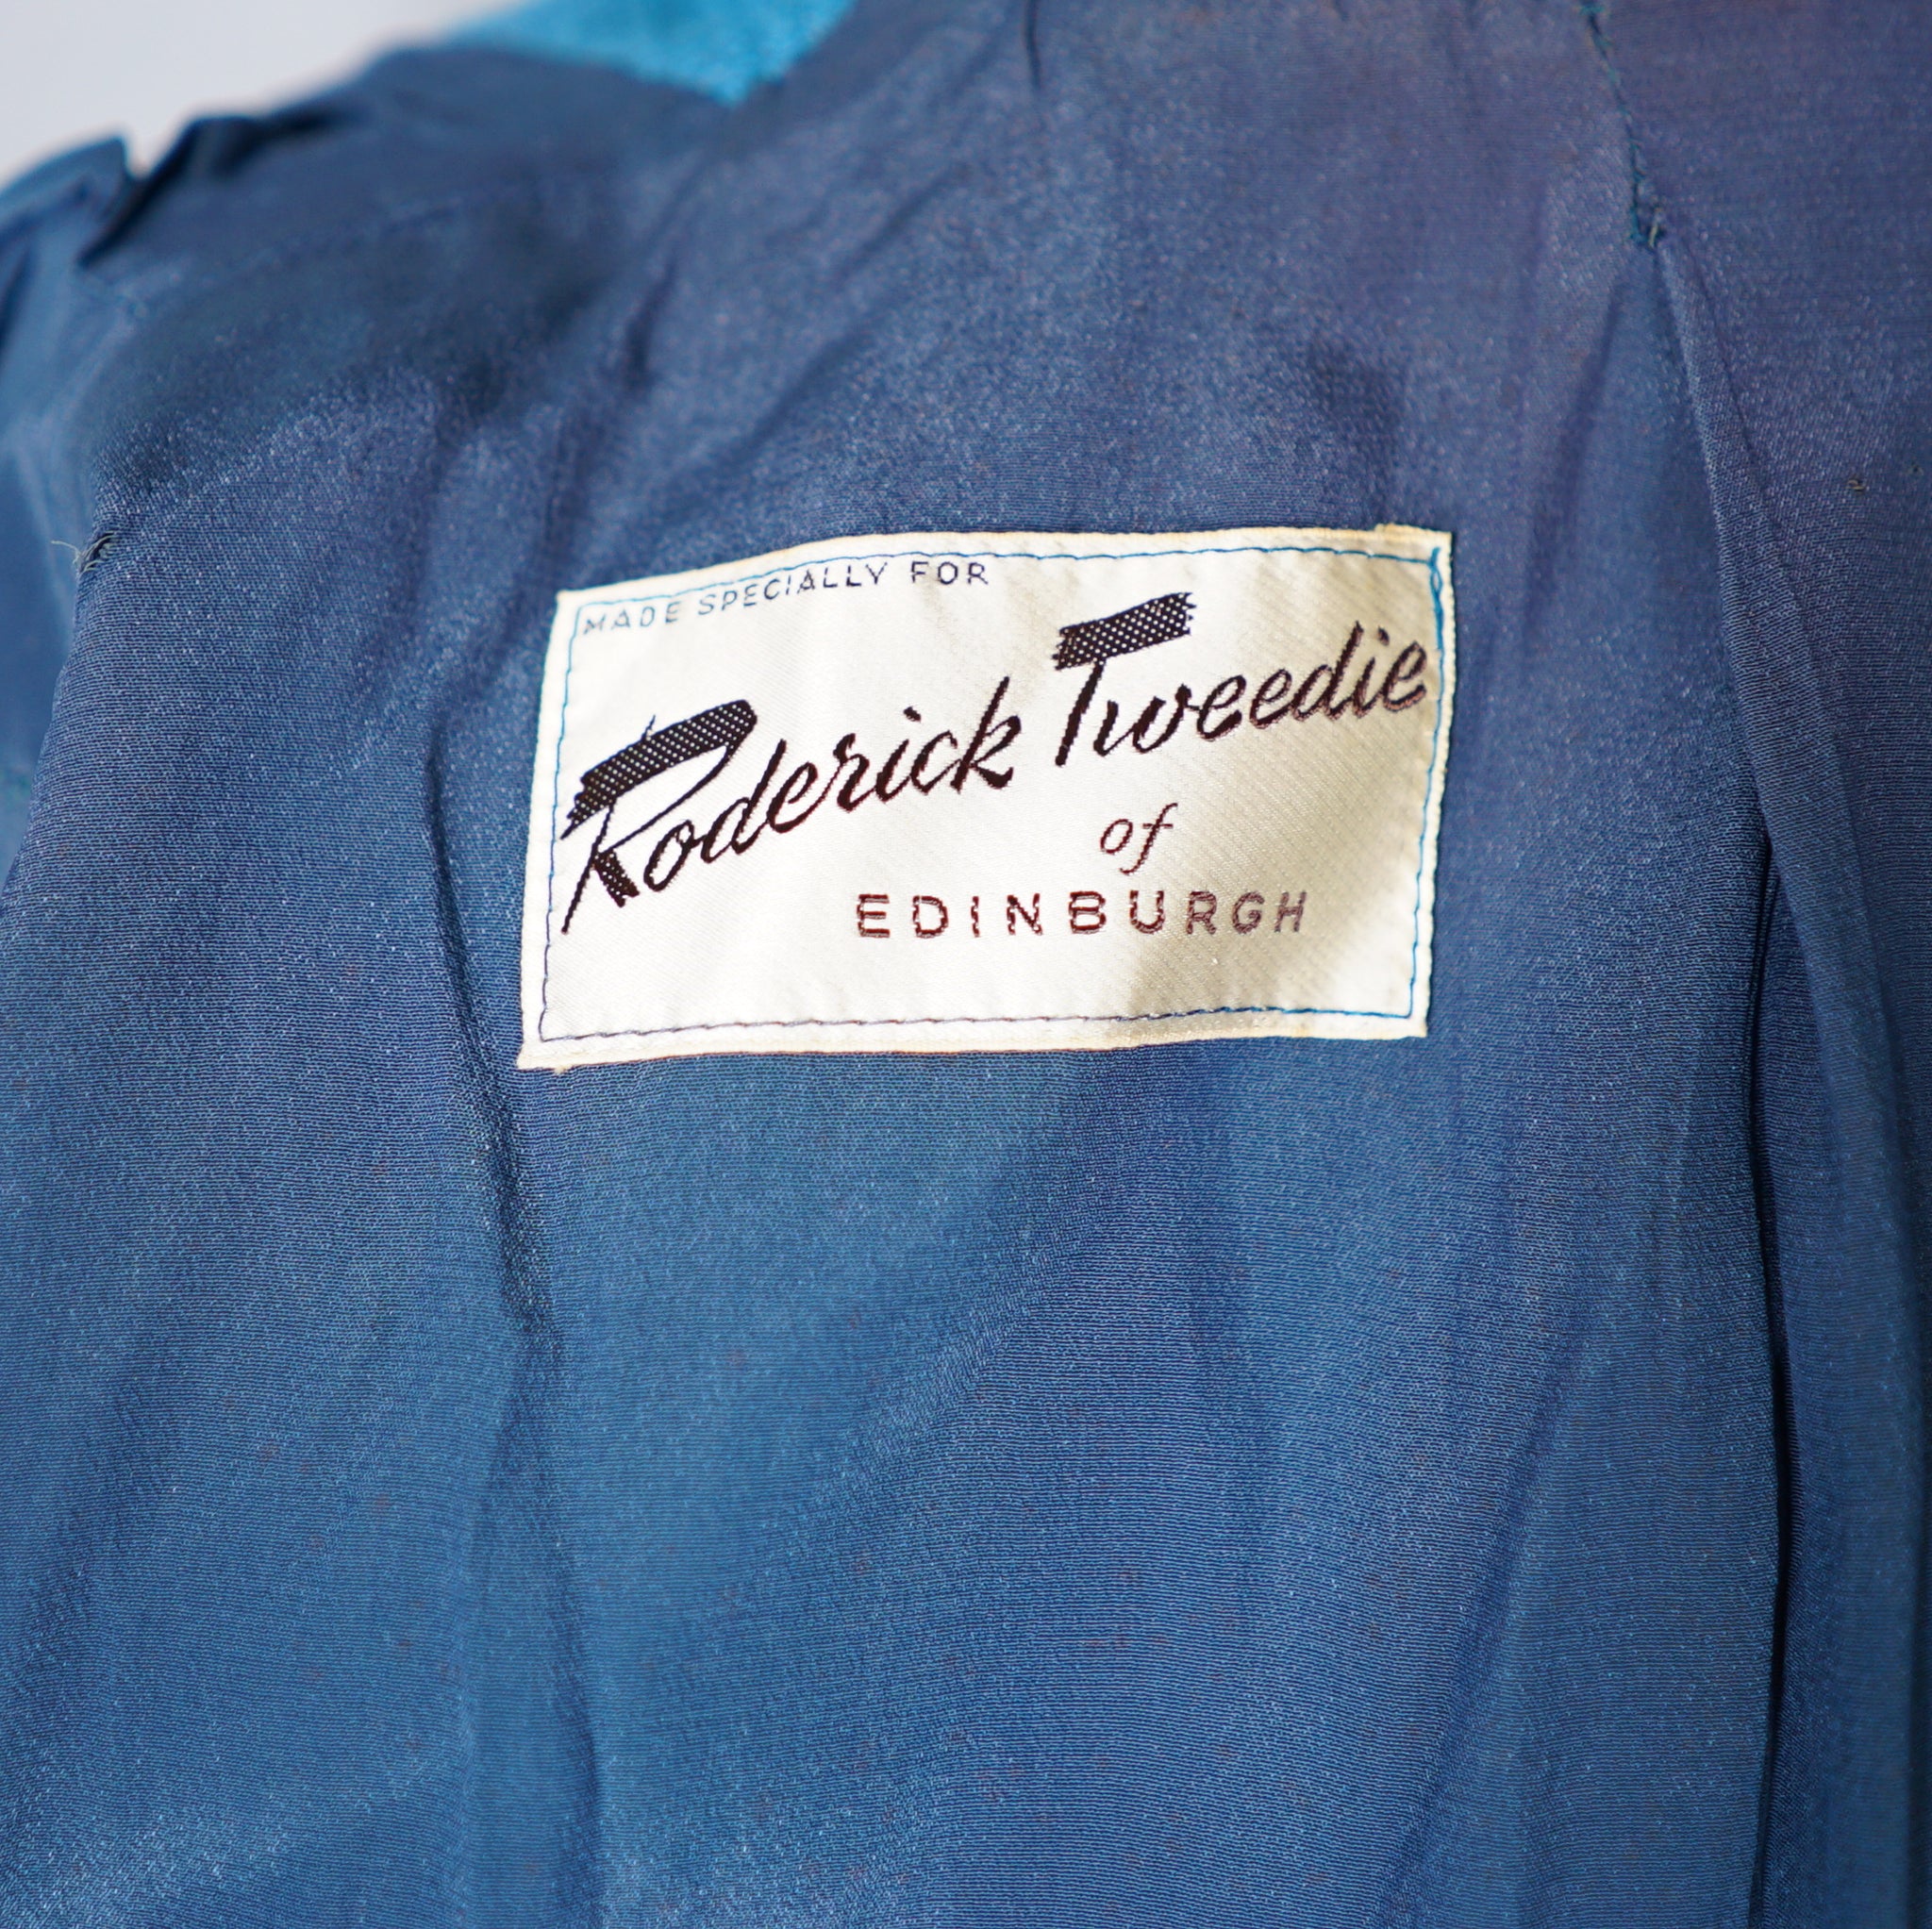 MADE SPECIALLY FOR
Roderick Tweedie
of
EDINBURGH